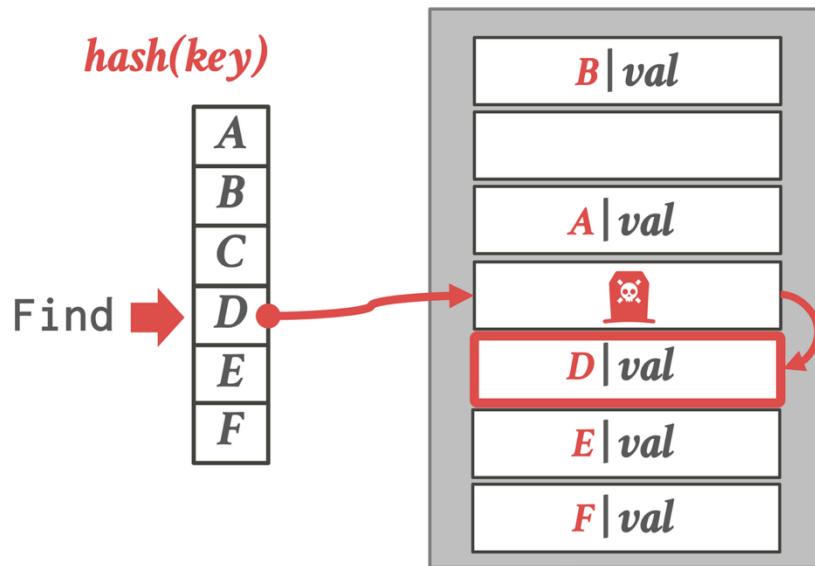 hash(key)
A
B
C
Find D
E
F
B|val
A|val
D|val
E|val
F|val